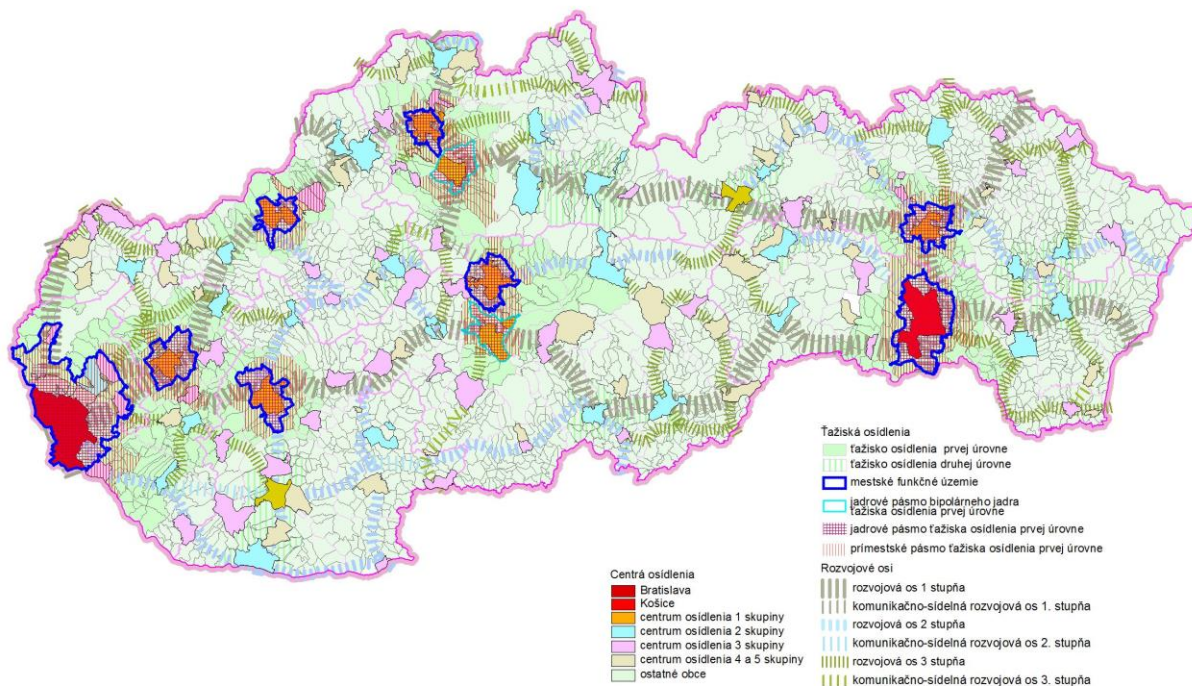 Ťažiská osídlenia
ťažisko osídlenia prvej úrovne
ťažisko osídlenia druhej úrovne
mestské funkčné územie
jadrové pásmo bipolárneho jadra
ťažiska osídlenia prvej úrovne
jadrové pásmo ťažiska osídlenia prvej úrovne
prímestské pásmo ťažiska osídlenia prvej úrovne
Centrá osídlenia
Bratislava
Košice
centrum osídlenia 1 skupiny
centrum osídlenia 2 skupiny
centrum osídlenia 3 skupiny
centrum osídlenia 4 a 5 skupiny
ostatné obce
Rozvojové osi
rozvojová os 1 stupňa
komunikačno-sídelná rozvojová os 1. stupňa
rozvojová os 2 stupňa
komunikačno-sídelná rozvojová os 2. stupňa
rozvojová os 3 stupňa
komunikačno-sídelná rozvojová os 3. stupňa